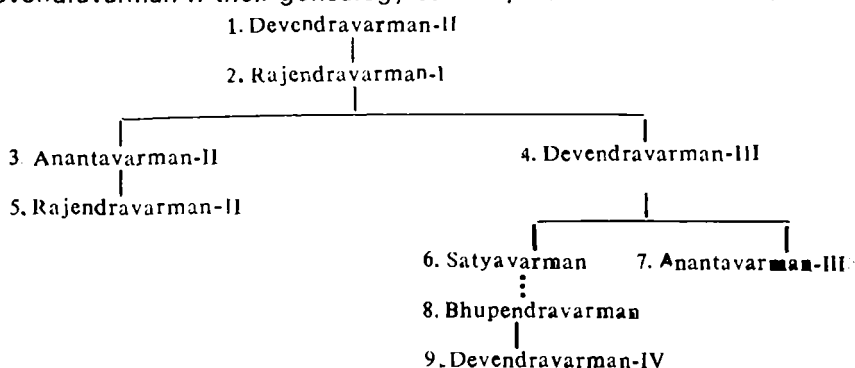 1. Devendravarman-II
2. Rajendravarman-I
3. Anantavarman-II 4. Devendravarman-III
5. Rajendravarman-II
6. Satyavarman 7. Anantavarman-III
8. Bhupendravarman
9. Devendravarman-IV